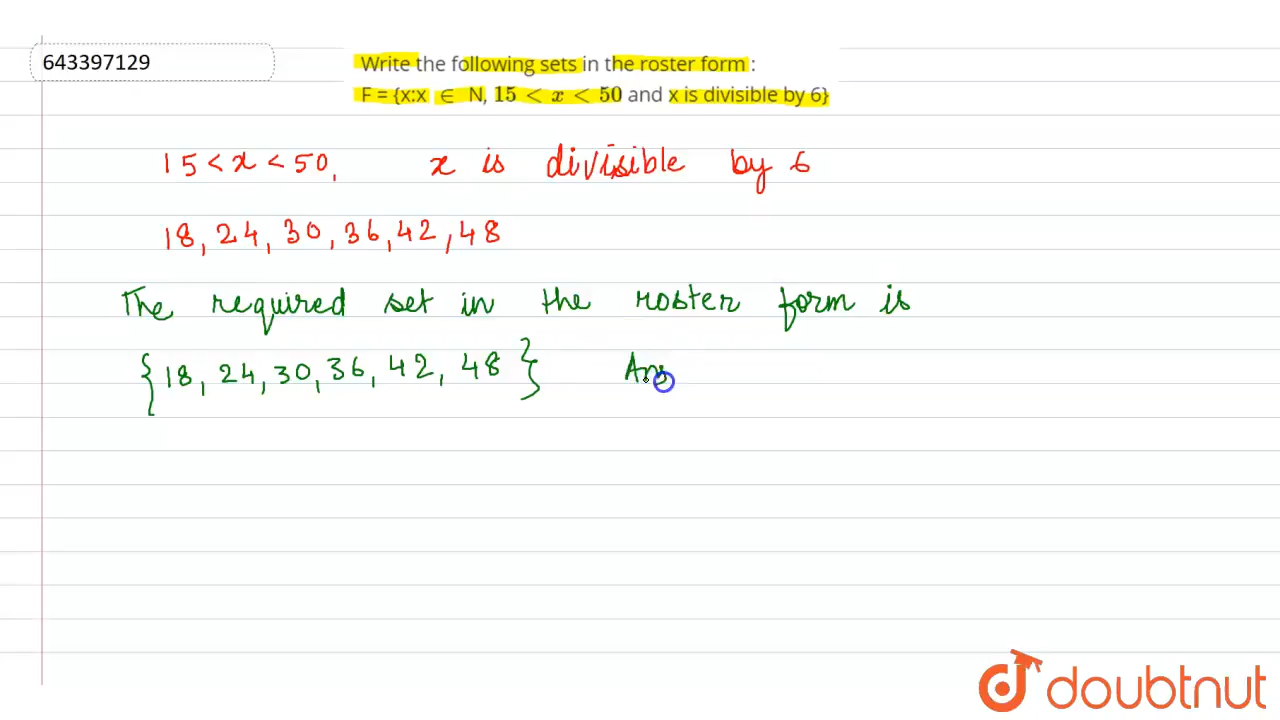 643397129
Write the following sets in the roster form :
F = {x:x ∈ N, 15 < x < 50 and x is divisible by 6}
15 < x < 50, x is divisible by 6
18, 24, 30, 36, 42, 48
The required set in the roster form is
{18, 24, 30, 36, 42, 48} Ans
doubtnut